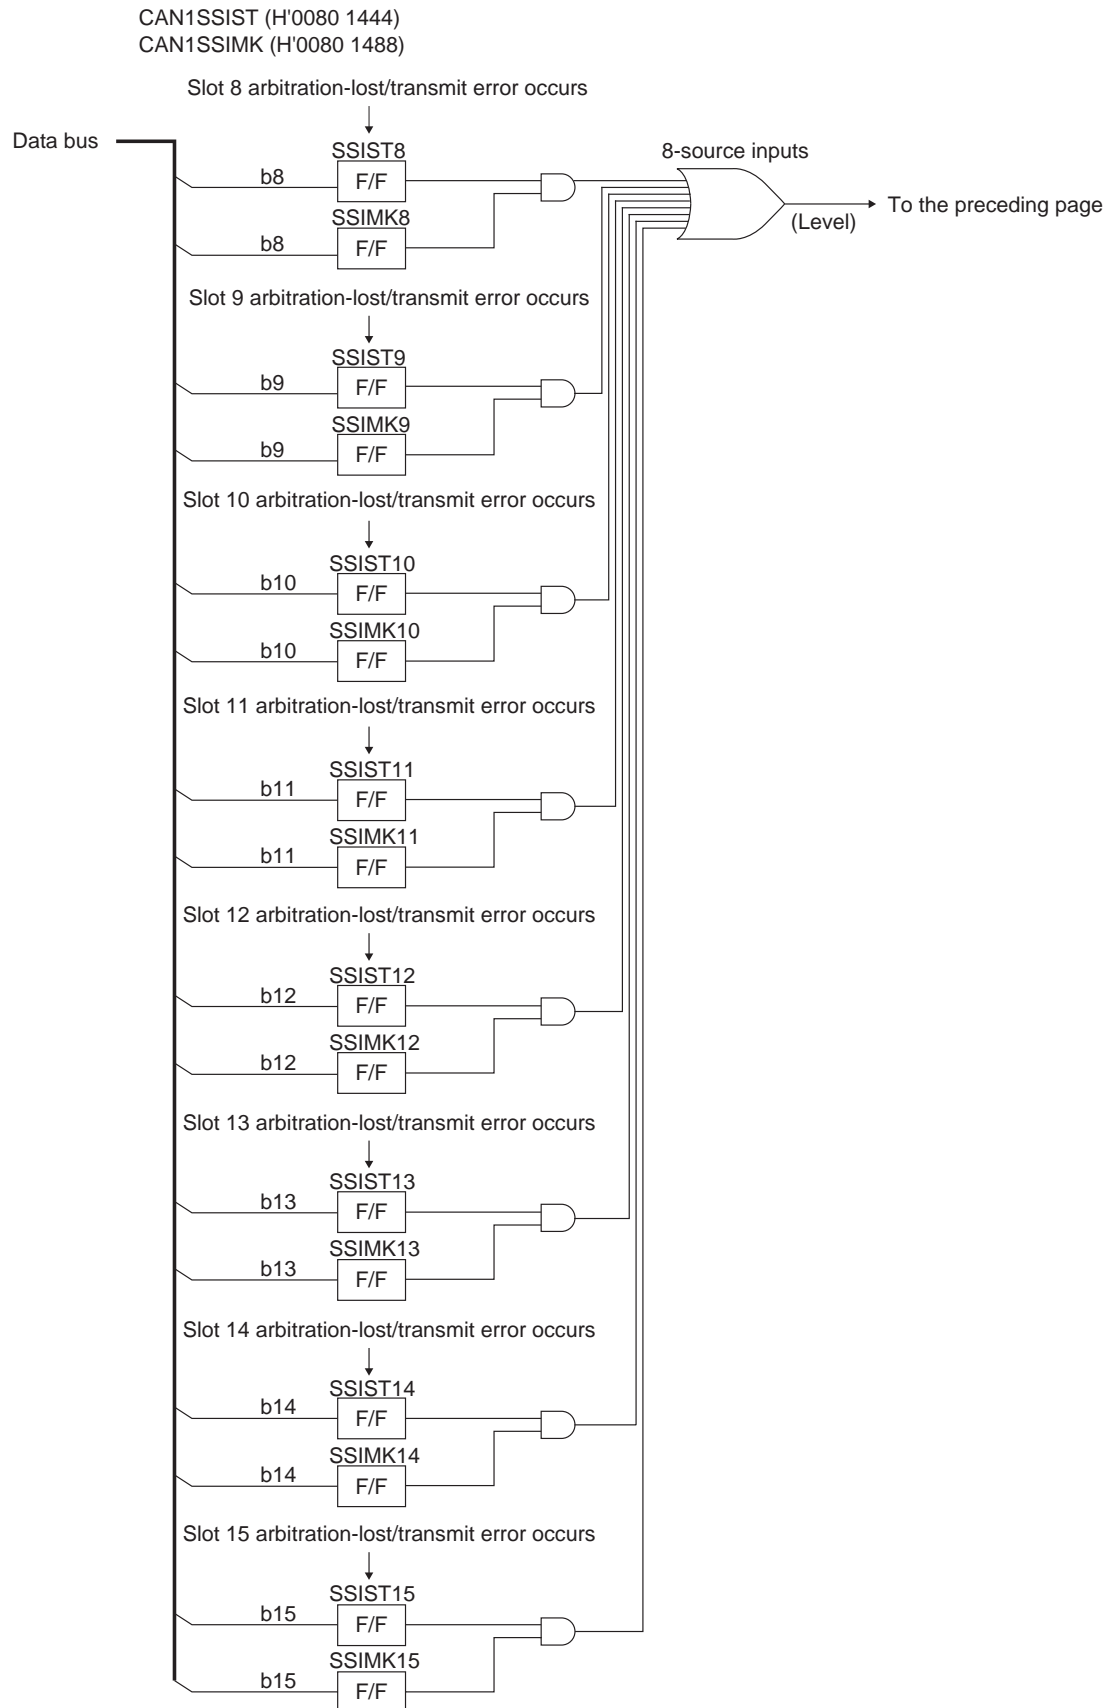 CAN1SSIST (H'0080 1444)
CAN1SSIMK (H'0080 1488)
Slot 8 arbitration-lost/transmit error occurs
Data bus
SSIST8
8-source inputs
b8
F/F
To the preceding page
(Level)
SSIMK8
b8
F/F
Slot 9 arbitration-lost/transmit error occurs
SSIST9
b9
F/F
SSIMK9
b9
F/F
Slot 10 arbitration-lost/transmit error occurs
SSIST10
b10
F/F
SSIMK10
b10
F/F
Slot 11 arbitration-lost/transmit error occurs
SSIST11
b11
F/F
SSIMK11
b11
F/F
Slot 12 arbitration-lost/transmit error occurs
SSIST12
b12
F/F
SSIMK12
b12
F/F
Slot 13 arbitration-lost/transmit error occurs
SSIST13
b13
F/F
SSIMK13
b13
F/F
Slot 14 arbitration-lost/transmit error occurs
SSIST14
b14
F/F
SSIMK14
b14
F/F
Slot 15 arbitration-lost/transmit error occurs
SSIST15
b15
F/F
SSIMK15
b15
F/F